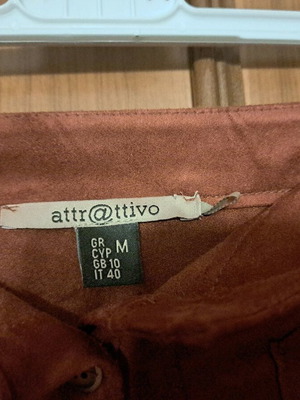 attr@ttivo
GR
CYP M
GB 10
IT 40